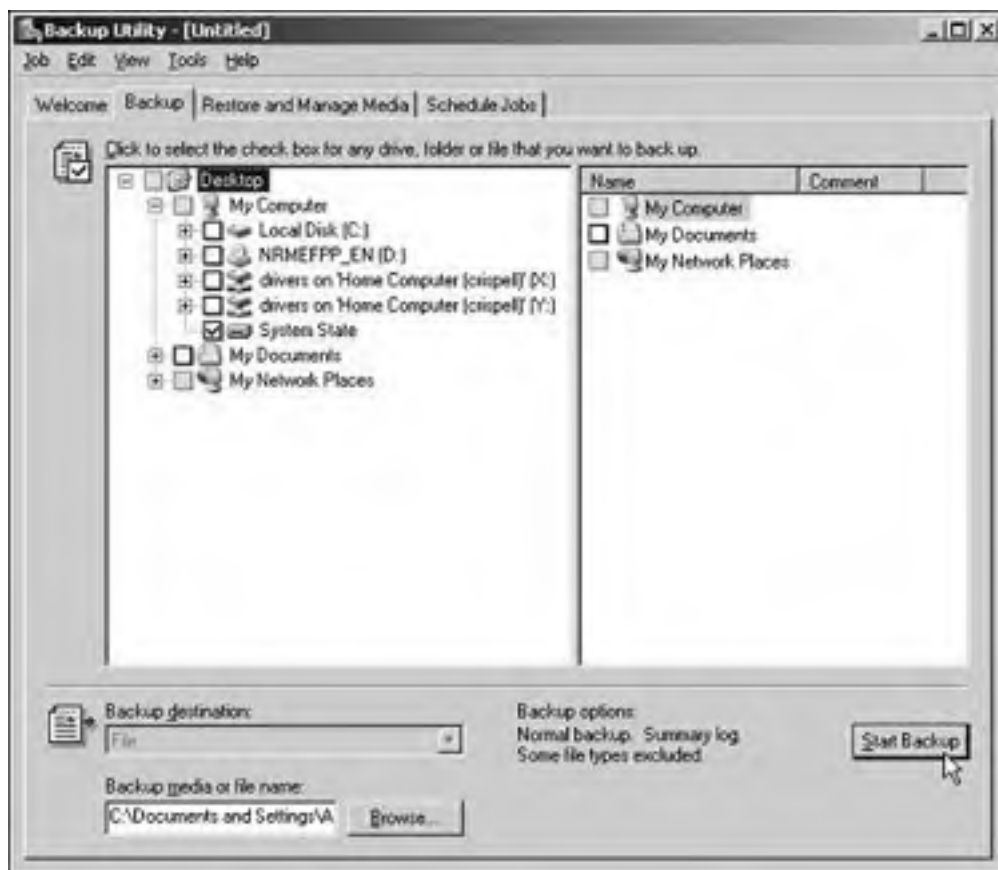 Backup Utility - [Untitled]
Job Edit View Tools Help
Welcome Backup Restore and Manage Media Schedule Jobs
Click to select the check box for any drive, folder or file that you want to back up.
Desktop
My Computer
Local Disk (C:)
NRMEFPP_EN (D:)
drivers on 'Home Computer (crispell)' (X:)
drivers on 'Home Computer (crispell)' (Y:)
System State
My Documents
My Network Places
Name Comment
My Computer
My Documents
My Network Places
Backup destination:
File
Backup media or file name:
C:\Documents and Settings\A
Browse...
Backup options:
Normal backup. Summary log.
Some file types excluded.
Start Backup